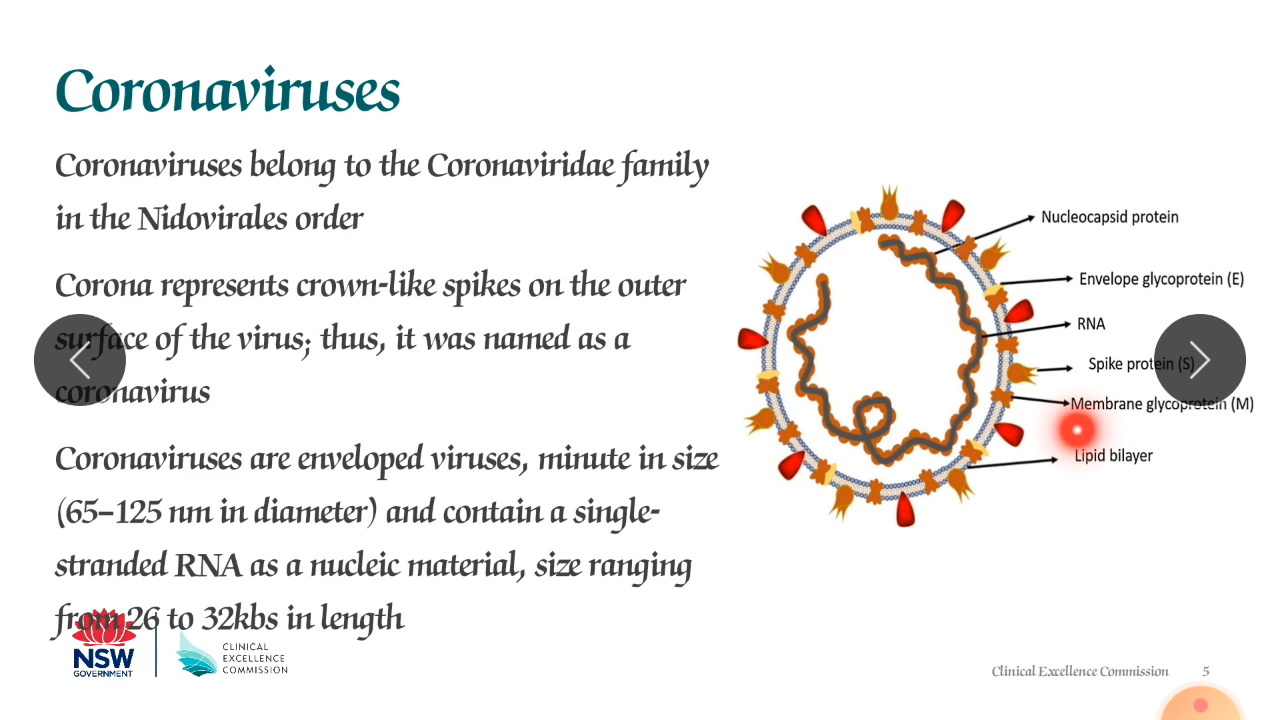 Coronaviruses
Coronaviruses belong to the Coronaviridae family
in the Nidovirales order
Corona represents crown-like spikes on the outer
surface of the virus; thus, it was named as a
coronavirus
Coronaviruses are enveloped viruses, minute in size
(65–125 nm in diameter) and contain a single-
stranded RNA as a nucleic material, size ranging
from 26 to 32kbs in length
Nucleocapsid protein
Envelope glycoprotein (E)
RNA
Spike protein (S)
Membrane glycoprotein (M)
Lipid bilayer
NSW
GOVERNMENT
CLINICAL
EXCELLENCE
COMMISSION
Clinical Excellence Commission 5